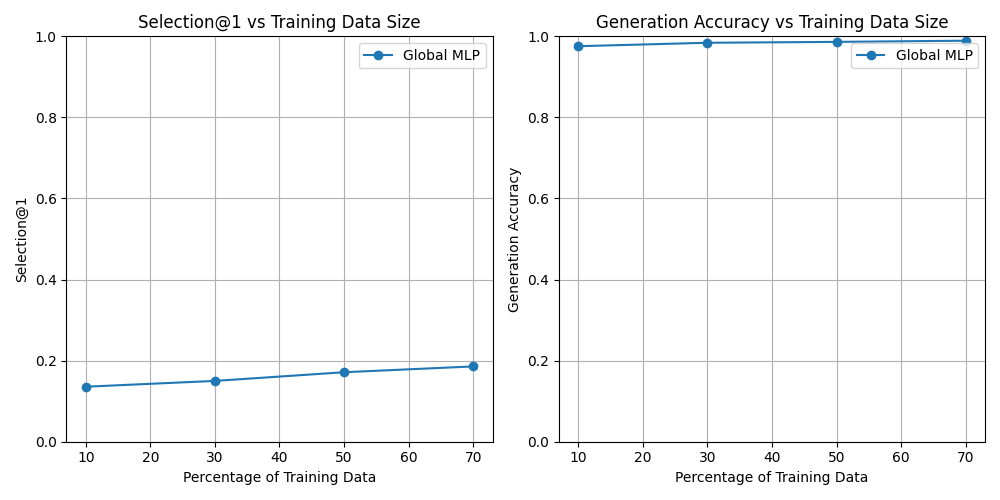 Selection@1 vs Training Data Size
Selection@1
1.0
0.8
0.6
0.4
0.2
0.0
Global MLP
10 20 30 40 50 60 70
Percentage of Training Data
Generation Accuracy vs Training Data Size
Generation Accuracy
1.0
0.8
0.6
0.4
0.2
0.0
Global MLP
10 20 30 40 50 60 70
Percentage of Training Data